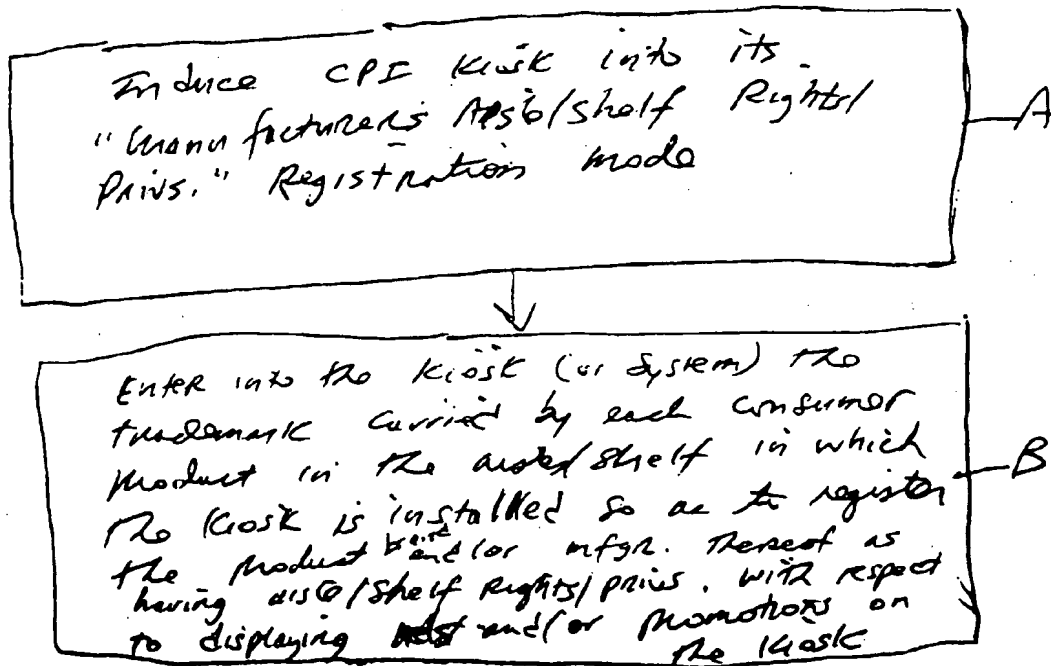 Induce CPI Kiosk into its
"Manufacturer's Aisle/Shelf Rights/
Privs." Registration mode
A
Enter into the Kiosk (or System) the
trademark carried by each consumer
product in the aisle/shelf in which
the Kiosk is installed so as to register
the product brand and/or mfgr. thereof as
having aisle/shelf Rights/privs. with respect
to displaying and/or promotions on
the Kiosk
B